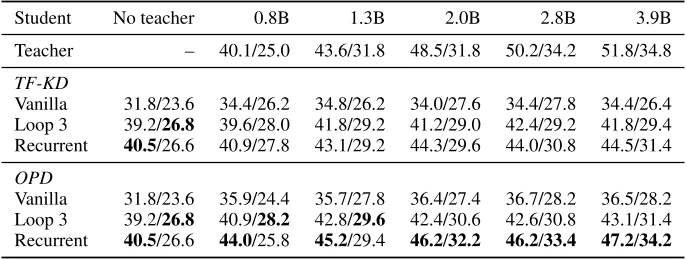 Student No teacher 0.8B 1.3B 2.0B 2.8B 3.9B
Teacher – 40.1/25.0 43.6/31.8 48.5/31.8 50.2/34.2 51.8/34.8
TF-KD
Vanilla 31.8/23.6 34.4/26.2 34.8/26.2 34.0/27.6 34.4/27.8 34.4/26.4
Loop 3 39.2/26.8 39.6/28.0 41.8/29.2 41.2/29.0 42.4/29.2 41.8/29.4
Recurrent 40.5/26.6 40.9/27.8 43.1/29.2 44.3/29.6 44.0/30.8 44.5/31.4
OPD
Vanilla 31.8/23.6 35.9/24.4 35.7/27.8 36.4/27.4 36.7/28.2 36.5/28.2
Loop 3 39.2/26.8 40.9/28.2 42.8/29.6 42.4/30.6 42.6/30.8 43.1/31.4
Recurrent 40.5/26.6 44.0/25.8 45.2/29.4 46.2/32.2 46.2/33.4 47.2/34.2